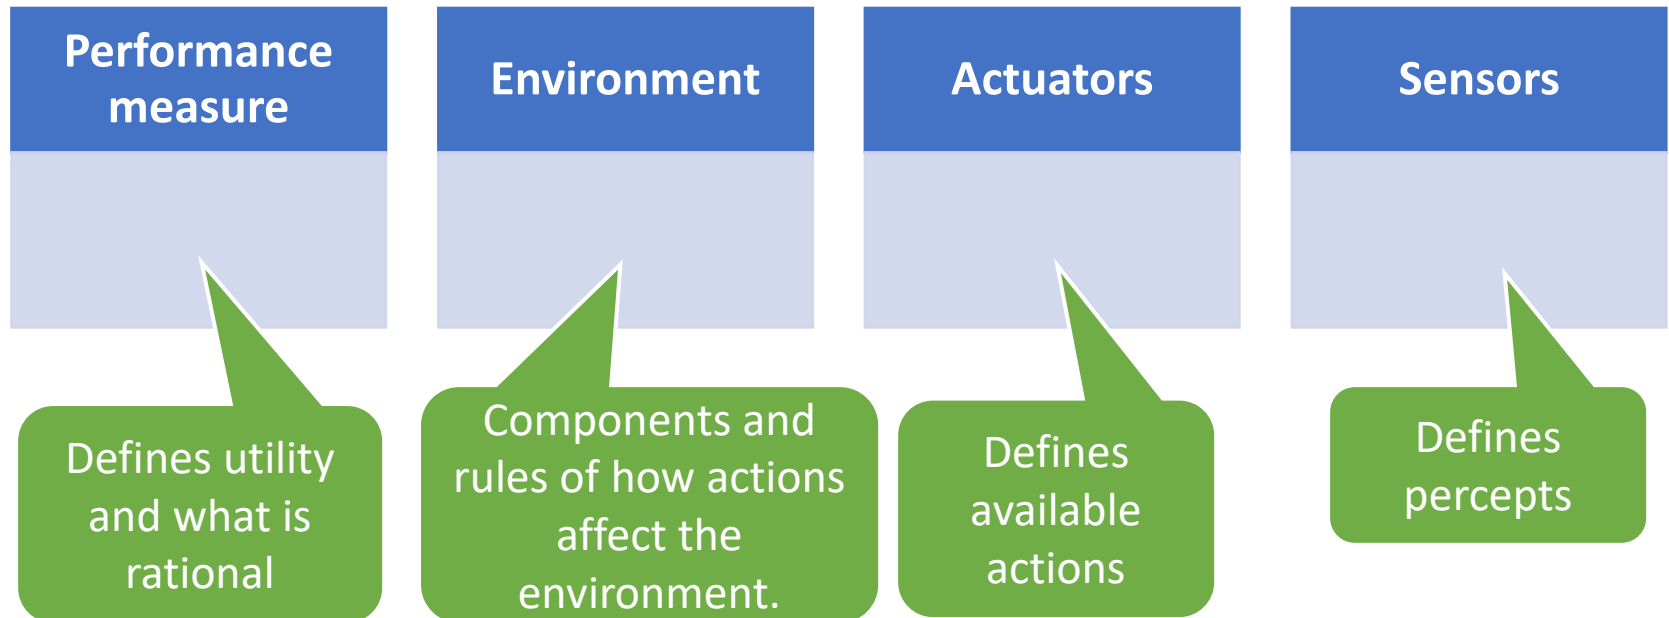 Performance
measure
Environment
Actuators
Sensors
Defines utility
and what is
rational
Components and
rules of how actions
affect the
environment.
Defines
available
actions
Defines
percepts